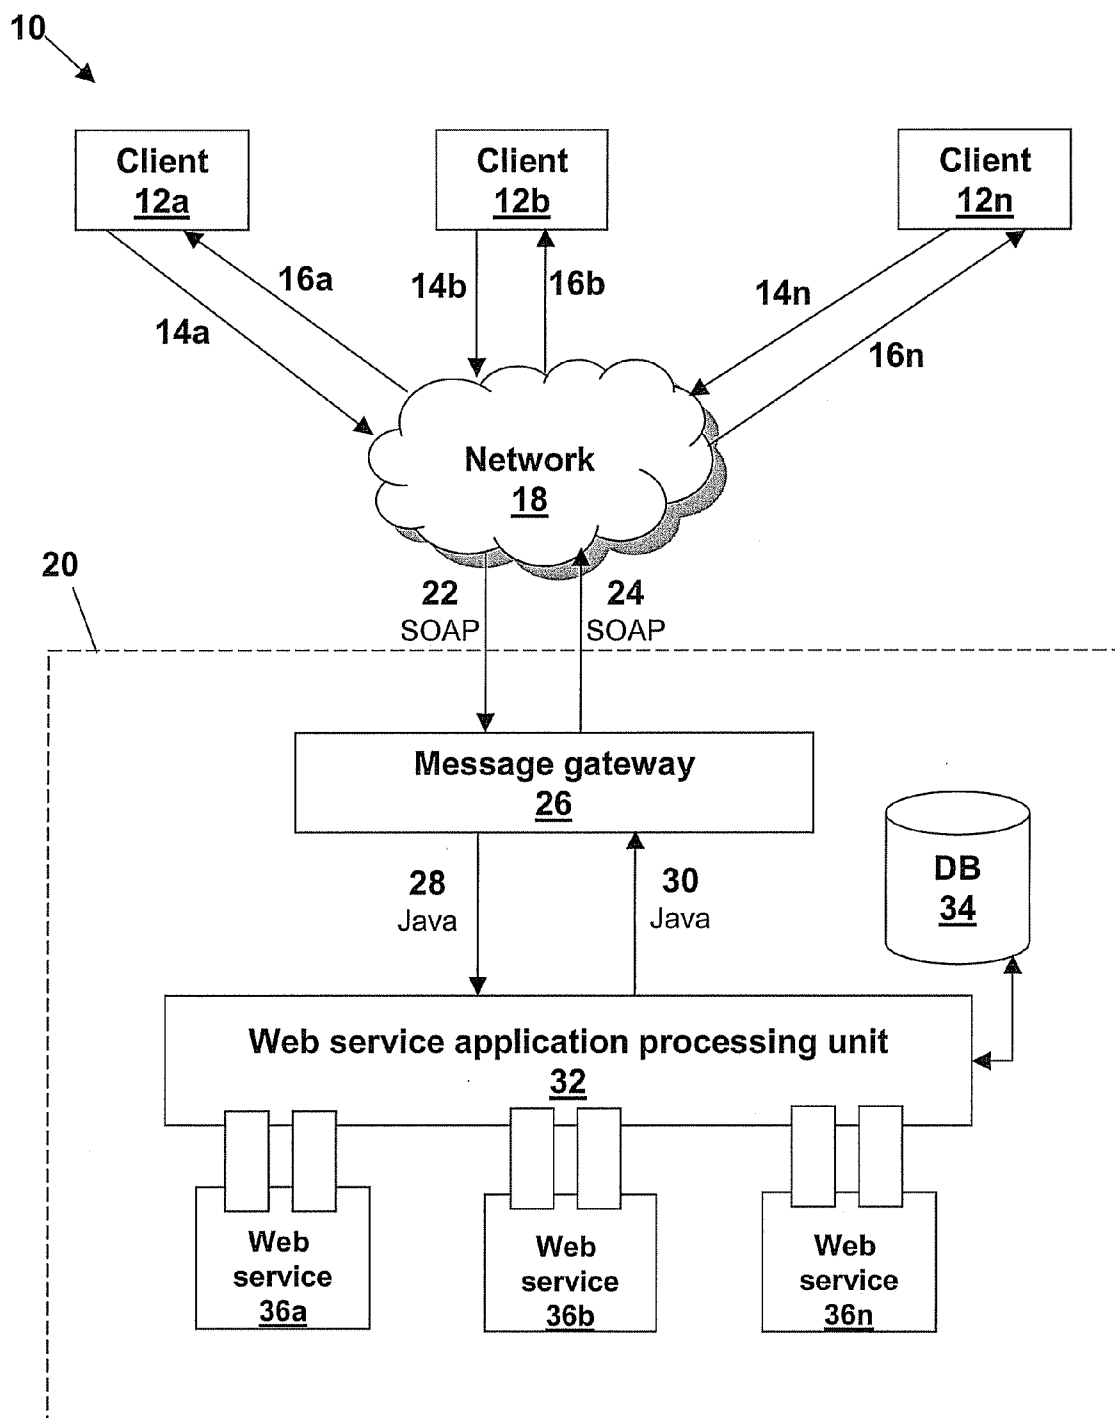 10
Client
12a
Client
12b
Client
12n
16a
14a
14b
16b
14n
16n
Network
18
20
22
SOAP
24
SOAP
Message gateway
26
28
Java
30
Java
DB
34
Web service application processing unit
32
Web
service
36a
Web
service
36b
Web
service
36n